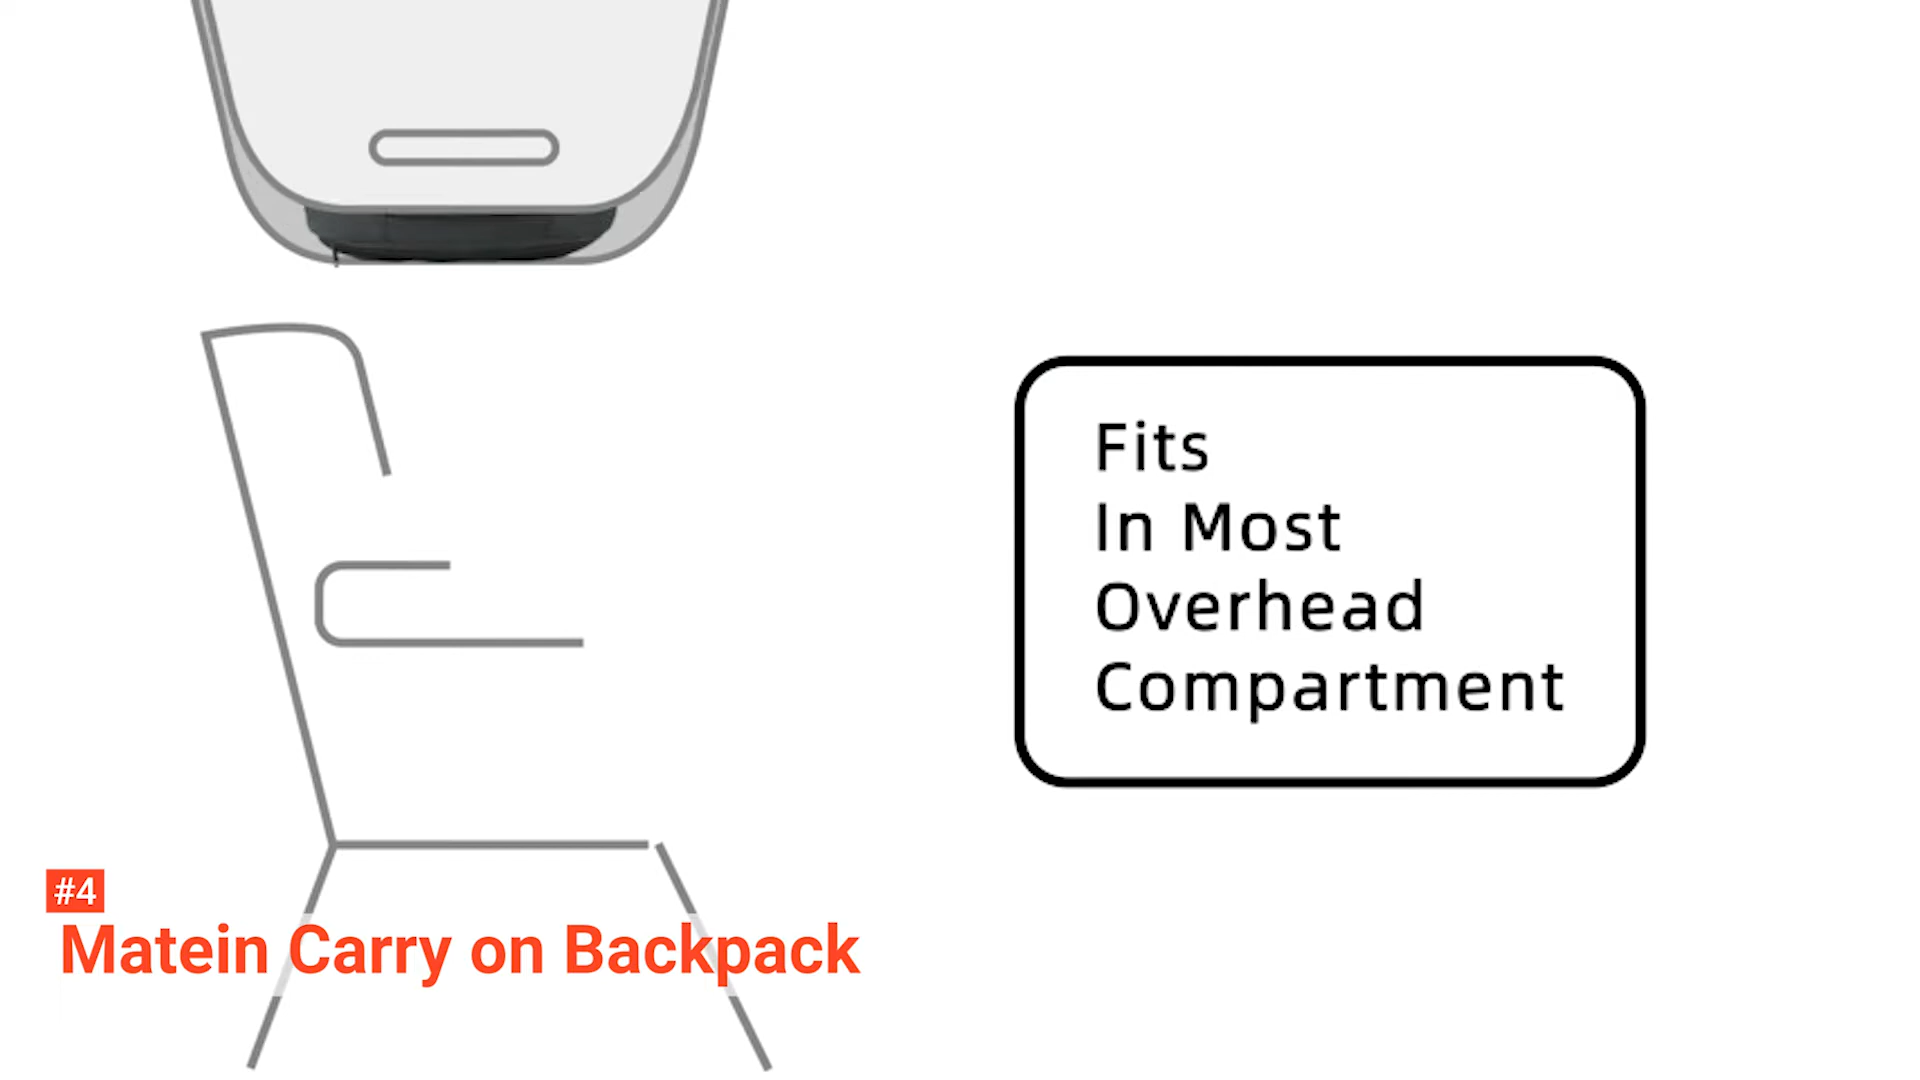 Fits
In Most
Overhead
Compartment
#4
Matein Carry on Backpack